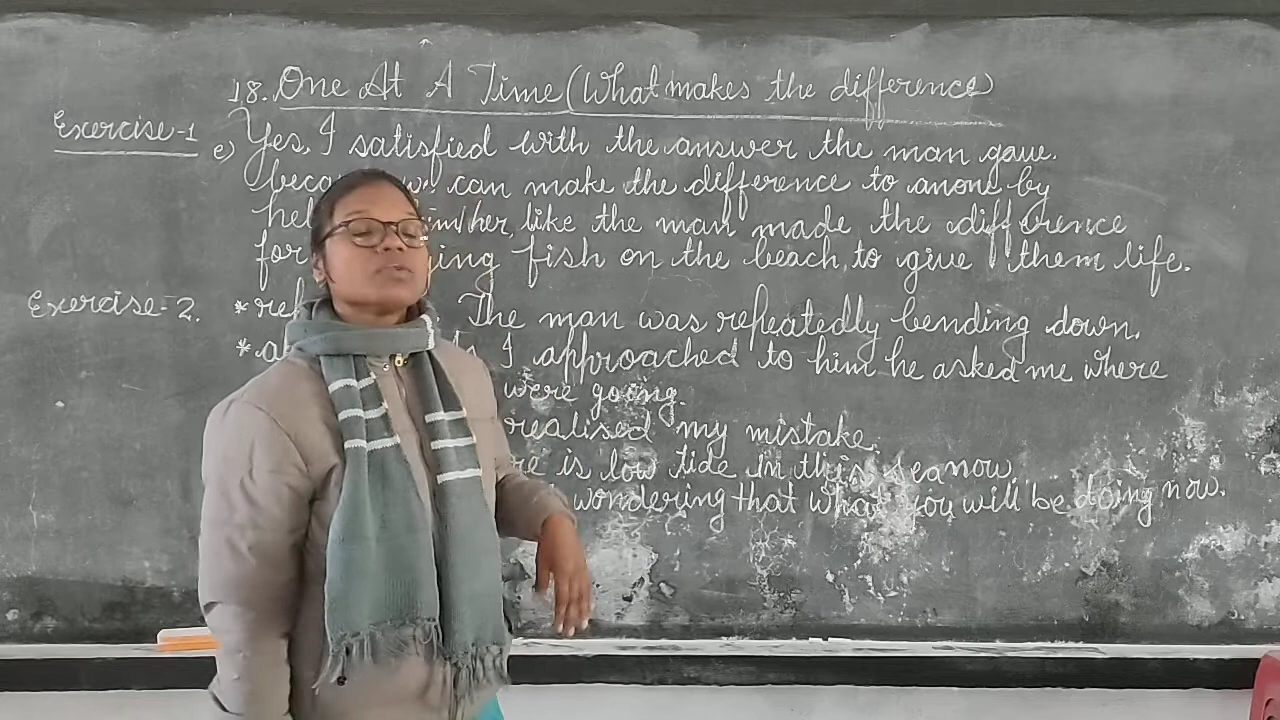 18. One At A Time (What makes the difference)
Exercise-1 e) Yes, I satisfied with the answer the man gave.
can make the difference to anone by
him/her, like the man made the difference
for fish on the beach, to give them life.
Exercise-2. * The man was repeatedly bending down.
* I approached to him he asked me where
were going.
realised my mistake.
is low tide in this sea now.
wondering that what you will be doing now.